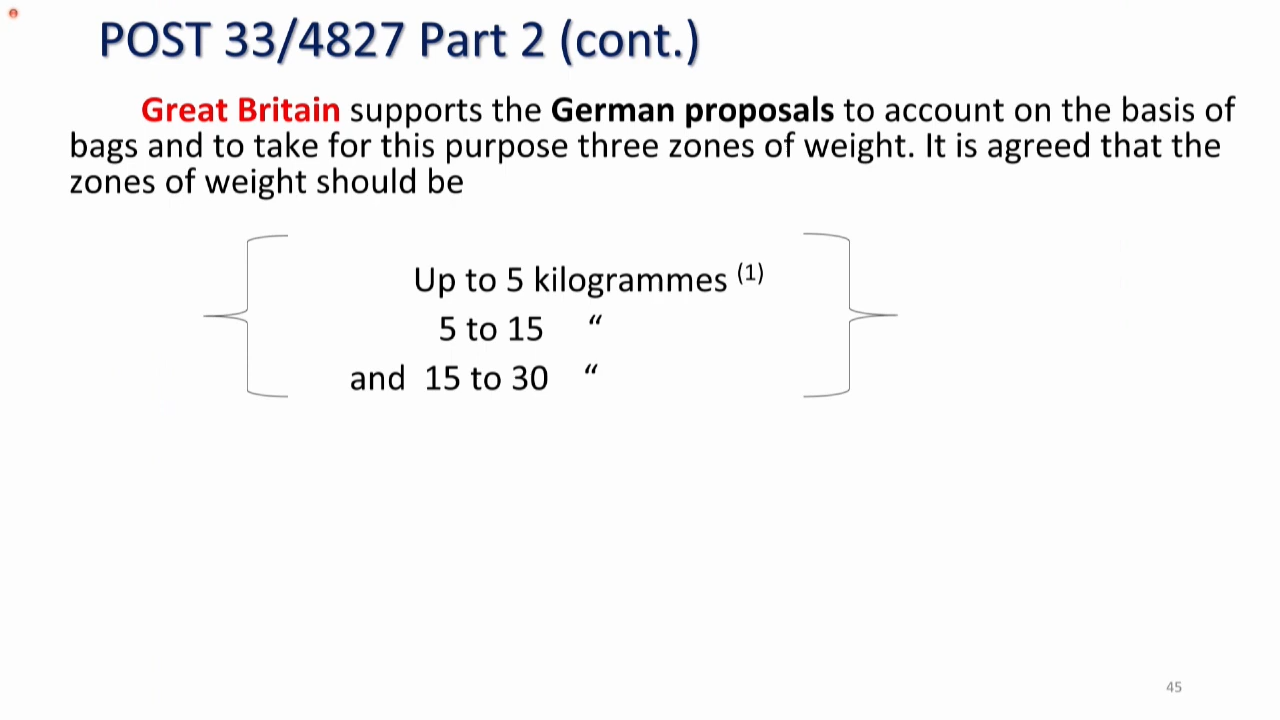 POST 33/4827 Part 2 (cont.)
Great Britain supports the German proposals to account on the basis of
bags and to take for this purpose three zones of weight. It is agreed that the
zones of weight should be
Up to 5 kilogrammes (1)
5 to 15 “
and 15 to 30 “
45